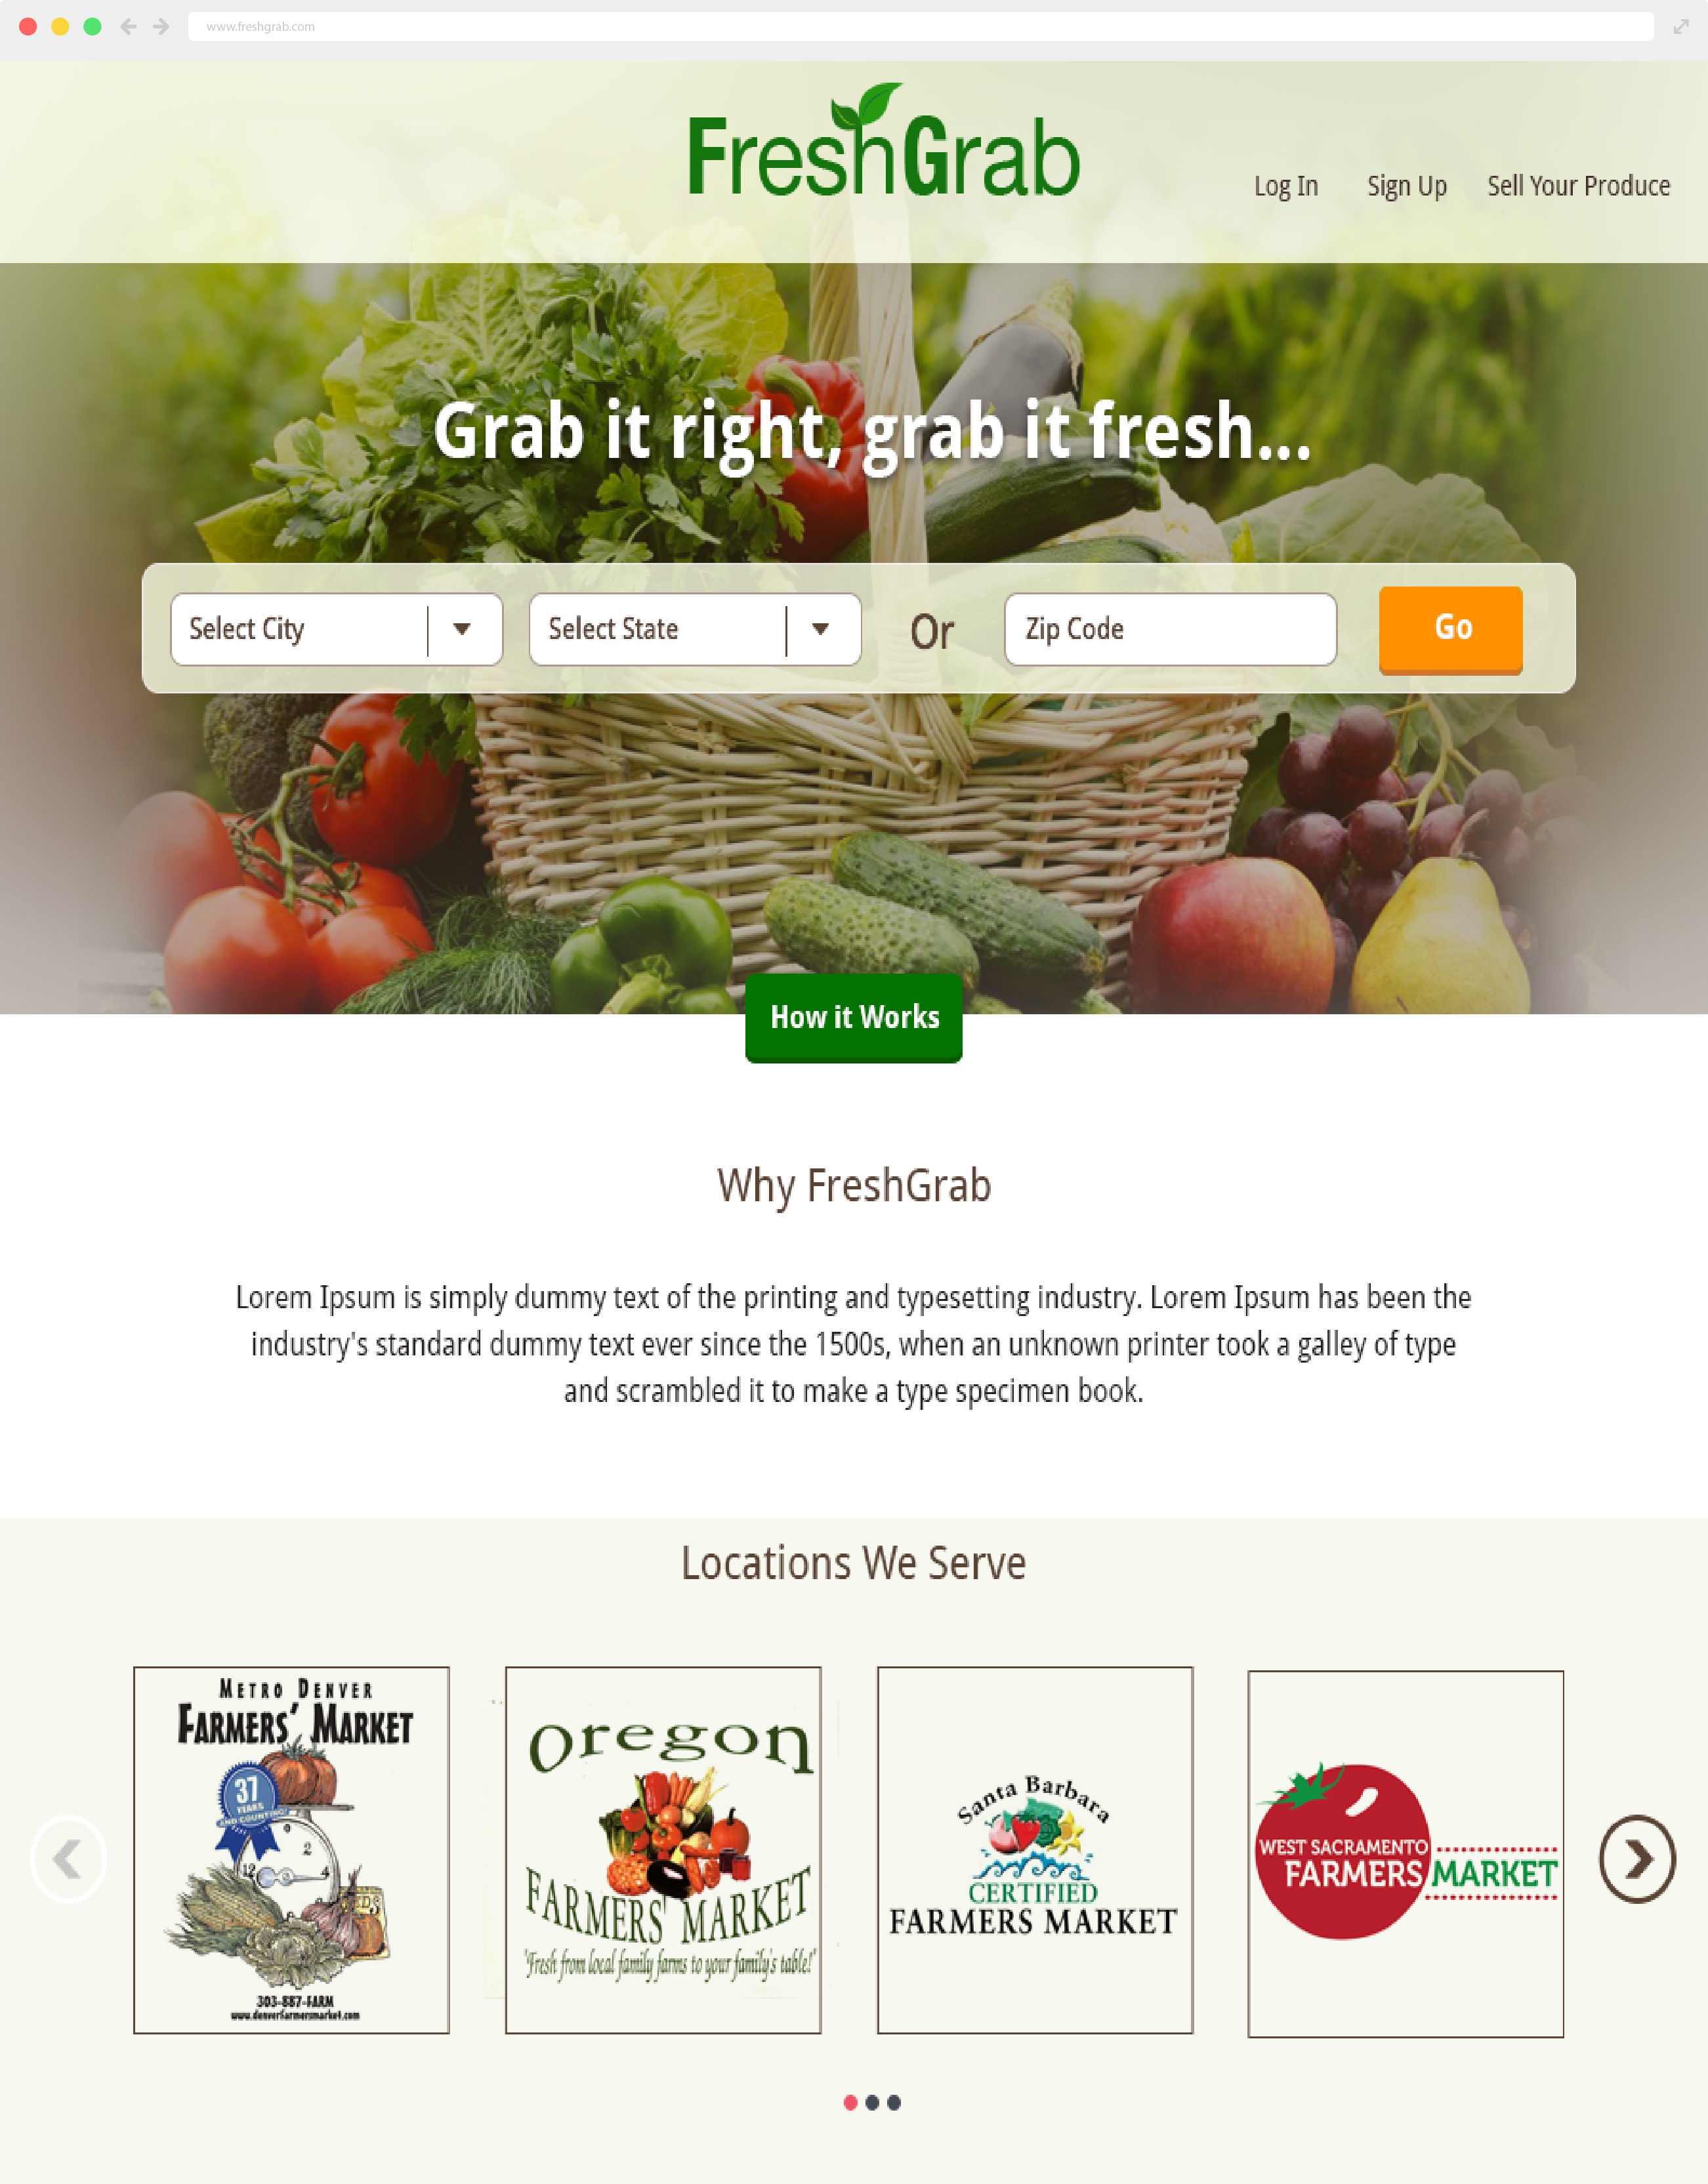 www.freshgrab.com
FreshGrab
Log In Sign Up Sell Your Produce
Grab it right, grab it fresh...
Select City Select State Or Zip Code Go
How it Works
Why FreshGrab
Lorem Ipsum is simply dummy text of the printing and typesetting industry. Lorem Ipsum has been the
industry's standard dummy text ever since the 1500s, when an unknown printer took a galley of type
and scrambled it to make a type specimen book.
Locations We Serve
METRO DENVER
FARMERS' MARKET
37
YEARS
AND COUNTING!
0
2
12
4
303-887-FARM
www.denverfarmersmarket.com
oregon
FARMERS' MARKET
"Fresh from local family farms to your family's table!"
Santa Barbara
CERTIFIED
FARMERS MARKET
WEST SACRAMENTO
FARMERS MARKET